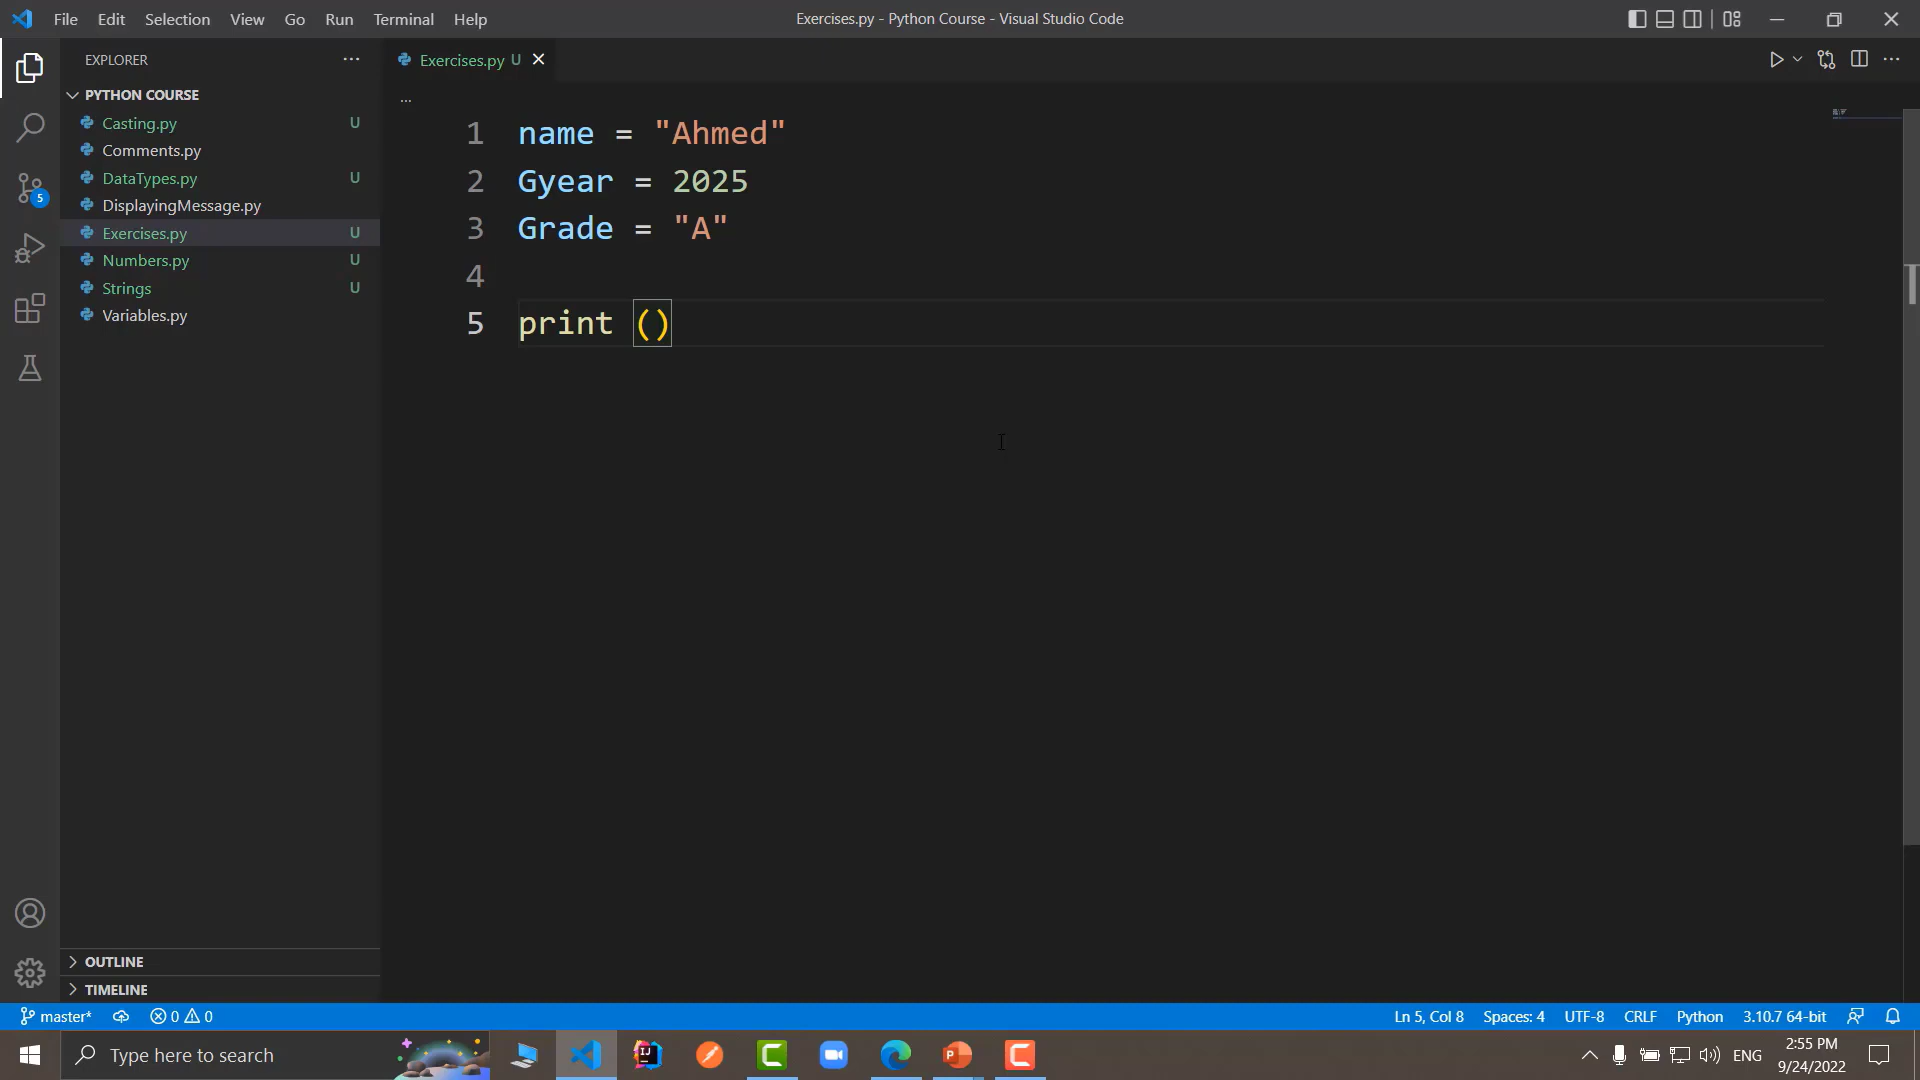 File Edit Selection View Go Run Terminal Help
Exercises.py - Python Course - Visual Studio Code
EXPLORER
Exercises.py U
PYTHON COURSE
...
Casting.py U
Comments.py
DataTypes.py U
DisplayingMessage.py
Exercises.py U
Numbers.py U
Strings U
Variables.py
1 name = "Ahmed"
2 Gyear = 2025
3 Grade = "A"
4
5 print ()
5
OUTLINE
TIMELINE
master* 0 0
Ln 5, Col 8 Spaces: 4 UTF-8 CRLF Python 3.10.7 64-bit
Type here to search
IJ
P
ENG
2:55 PM
9/24/2022